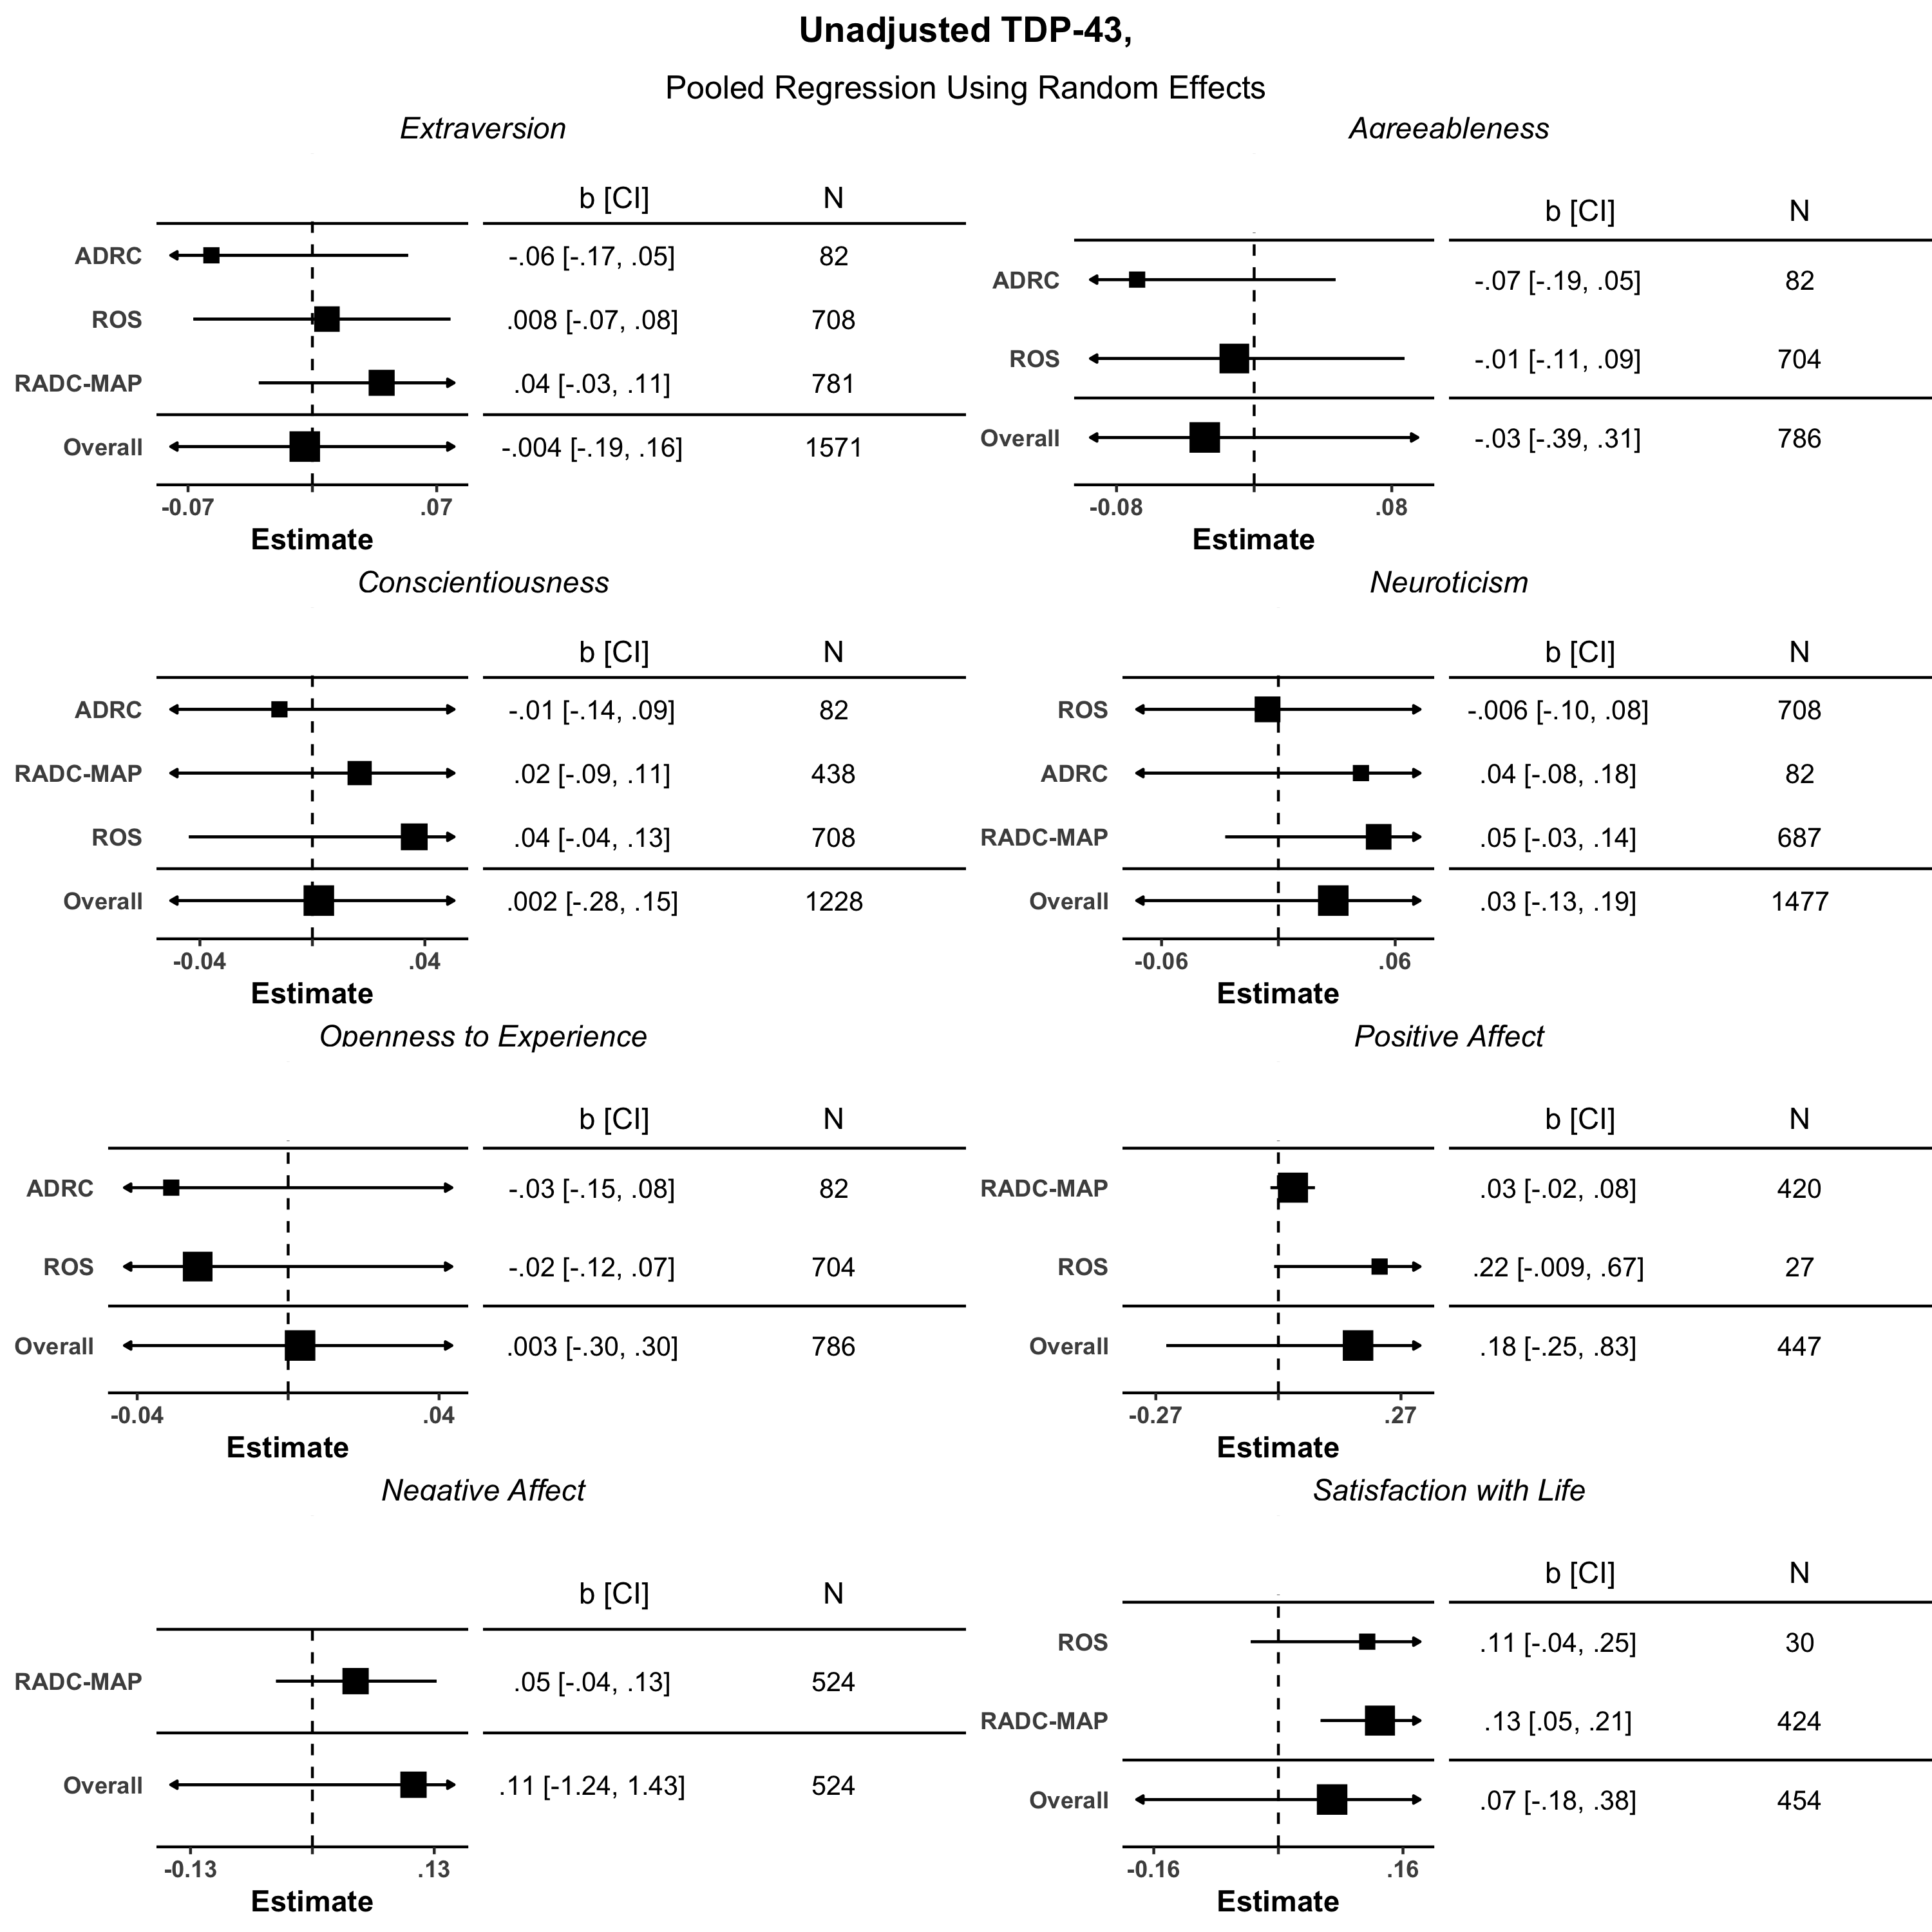 Unadjusted TDP-43,
Pooled Regression Using Random Effects
Extraversion
b [CI] N
ADRC -.06 [-.17, .05] 82
ROS .008 [-.07, .08] 708
RADC-MAP .04 [-.03, .11] 781
Overall -.004 [-.19, .16] 1571
-0.07 .07
Estimate
Agreeableness
b [CI] N
ADRC -.07 [-.19, .05] 82
ROS -.01 [-.11, .09] 704
Overall -.03 [-.39, .31] 786
-0.08 .08
Estimate
Conscientiousness
b [CI] N
ADRC -.01 [-.14, .09] 82
RADC-MAP .02 [-.09, .11] 438
ROS .04 [-.04, .13] 708
Overall .002 [-.28, .15] 1228
-0.04 .04
Estimate
Neuroticism
b [CI] N
ROS -.006 [-.10, .08] 708
ADRC .04 [-.08, .18] 82
RADC-MAP .05 [-.03, .14] 687
Overall .03 [-.13, .19] 1477
-0.06 .06
Estimate
Openness to Experience
b [CI] N
ADRC -.03 [-.15, .08] 82
ROS -.02 [-.12, .07] 704
Overall .003 [-.30, .30] 786
-0.04 .04
Estimate
Positive Affect
b [CI] N
RADC-MAP .03 [-.02, .08] 420
ROS .22 [-.009, .67] 27
Overall .18 [-.25, .83] 447
-0.27 .27
Estimate
Negative Affect
b [CI] N
RADC-MAP .05 [-.04, .13] 524
Overall .11 [-1.24, 1.43] 524
-0.13 .13
Estimate
Satisfaction with Life
b [CI] N
ROS .11 [-.04, .25] 30
RADC-MAP .13 [.05, .21] 424
Overall .07 [-.18, .38] 454
-0.16 .16
Estimate